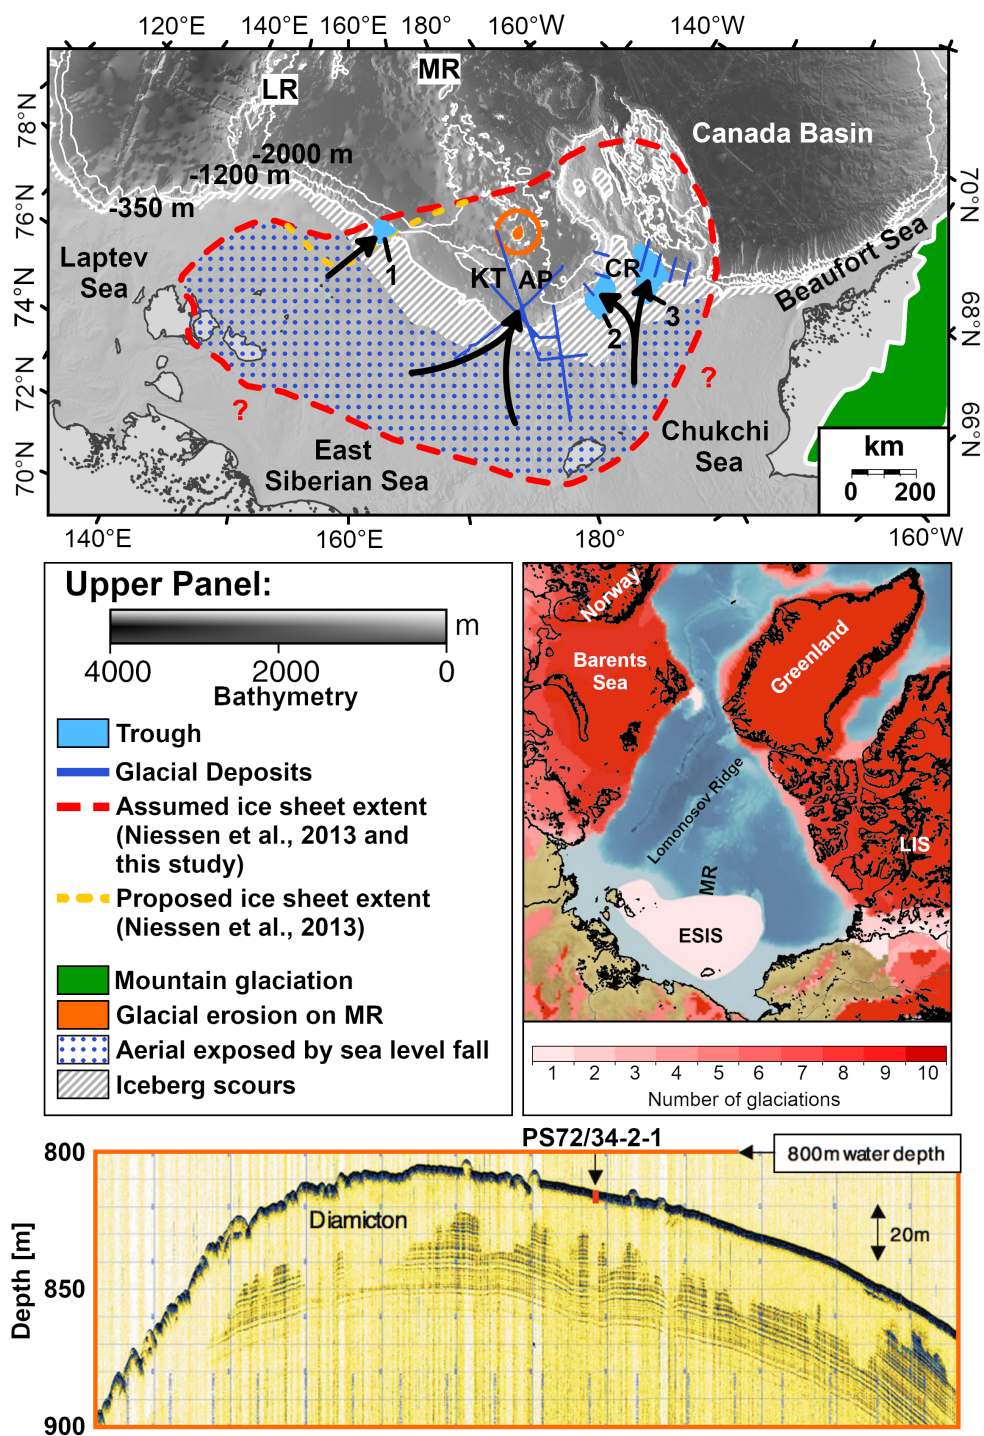 120°E 140°E 160°E 180° 160°W 140°W
78°N
76°N
74°N
72°N
70°N
70°N
68°N
66°N
LR
MR
Canada Basin
-2000 m
-1200 m
-350 m
Laptev
Sea
Beaufort Sea
KT
AP
CR
1
2
3
?
?
East
Siberian Sea
Chukchi
Sea
km
0 200
140°E 160°E 180° 160°W
Upper Panel:
m
4000 2000 0
Bathymetry
Trough
Glacial Deposits
Assumed ice sheet extent
(Niessen et al., 2013 and
this study)
Proposed ice sheet extent
(Niessen et al., 2013)
Mountain glaciation
Glacial erosion on MR
Aerial exposed by sea level fall
Iceberg scours
Norway
Barents
Sea
Greenland
Lomonosov Ridge
LIS
MR
ESIS
1 2 3 4 5 6 7 8 9 10
Number of glaciations
PS72/34-2-1
800m water depth
Diamicton
20m
800
850
900
Depth [m]